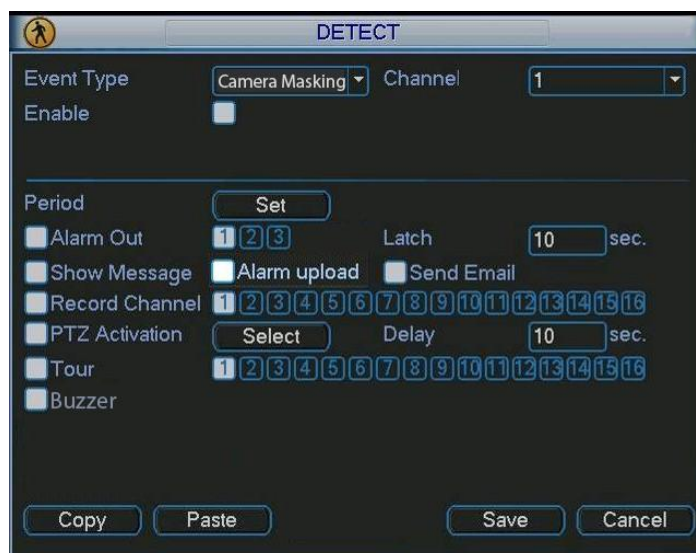 DETECT
Event Type Camera Masking Channel 1
Enable
Period Set
Alarm Out 1 2 3 Latch 10 sec.
Show Message Alarm upload Send Email
Record Channel 1 2 3 4 5 6 7 8 9 10 11 12 13 14 15 16
PTZ Activation Select Delay 10 sec.
Tour 1 2 3 4 5 6 7 8 9 10 11 12 13 14 15 16
Buzzer
Copy Paste Save Cancel